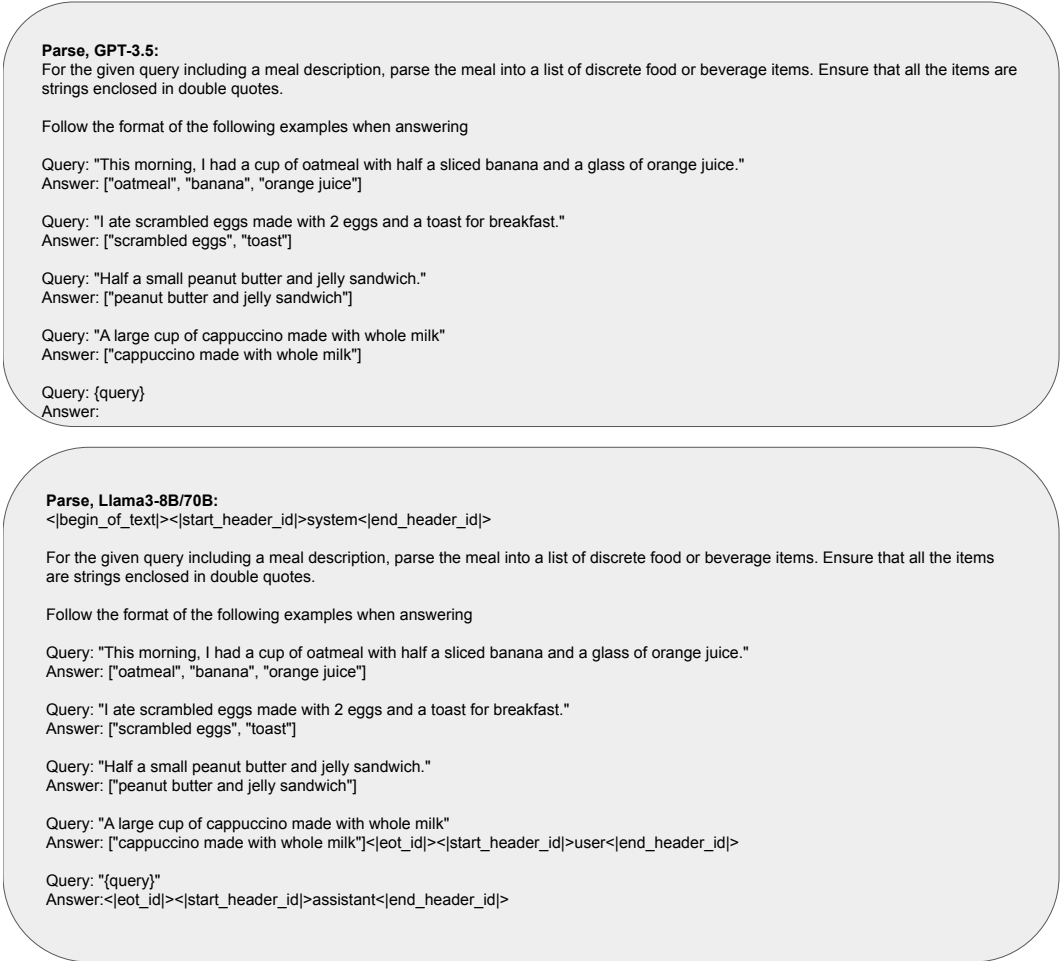 Parse, GPT-3.5:
For the given query including a meal description, parse the meal into a list of discrete food or beverage items. Ensure that all the items are
strings enclosed in double quotes.
Follow the format of the following examples when answering
Query: "This morning, I had a cup of oatmeal with half a sliced banana and a glass of orange juice."
Answer: ["oatmeal", "banana", "orange juice"]
Query: "I ate scrambled eggs made with 2 eggs and a toast for breakfast."
Answer: ["scrambled eggs", "toast"]
Query: "Half a small peanut butter and jelly sandwich."
Answer: ["peanut butter and jelly sandwich"]
Query: "A large cup of cappuccino made with whole milk"
Answer: ["cappuccino made with whole milk"]
Query: {query}
Answer:
Parse, Llama3-8B/70B:
<|begin_of_text|><|start_header_id|>system<|end_header_id|>
For the given query including a meal description, parse the meal into a list of discrete food or beverage items. Ensure that all the items
are strings enclosed in double quotes.
Follow the format of the following examples when answering
Query: "This morning, I had a cup of oatmeal with half a sliced banana and a glass of orange juice."
Answer: ["oatmeal", "banana", "orange juice"]
Query: "I ate scrambled eggs made with 2 eggs and a toast for breakfast."
Answer: ["scrambled eggs", "toast"]
Query: "Half a small peanut butter and jelly sandwich."
Answer: ["peanut butter and jelly sandwich"]
Query: "A large cup of cappuccino made with whole milk"
Answer: ["cappuccino made with whole milk"]<|eot_id|><|start_header_id|>user<|end_header_id|>
Query: "{query}"
Answer:<|eot_id|><|start_header_id|>assistant<|end_header_id|>